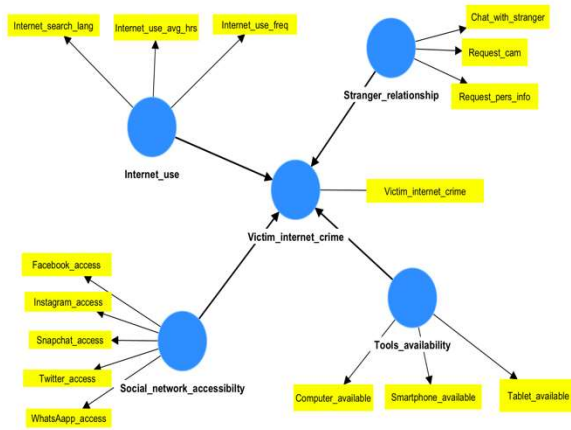 Internet_search_lang
Internet_use_avg_hrs
Internet_use_freq
Chat_with_stranger
Request_cam
Request_pers_info
Stranger_relationship
Internet_use
Victim_internet_crime
Victim_internet_crime
Facebook_access
Instagram_access
Snapchat_access
Twitter_access
WhatsAapp_access
Social_network_accessibilty
Tools_availability
Computer_available
Smartphone_available
Tablet_available